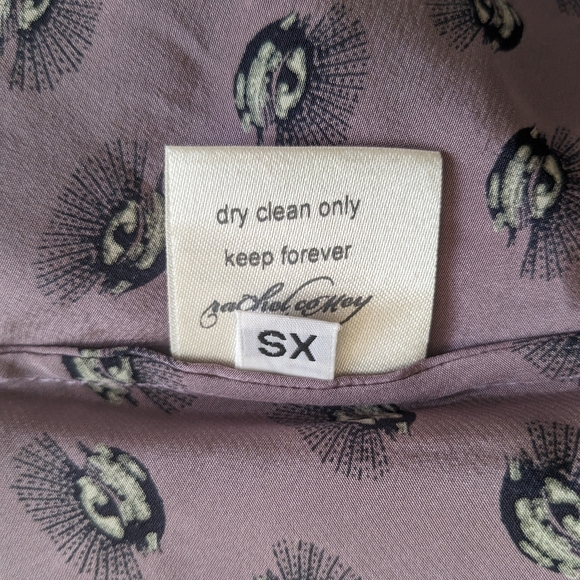 dry clean only
keep forever
rachel comey
SX